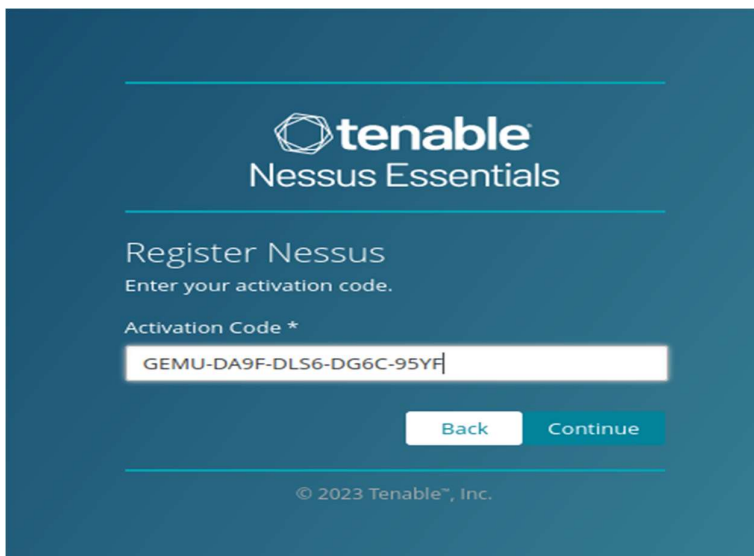 tenable
Nessus Essentials
Register Nessus
Enter your activation code.
Activation Code *
GEMU-DA9F-DLS6-DG6C-95YF
Back Continue
© 2023 Tenable™, Inc.